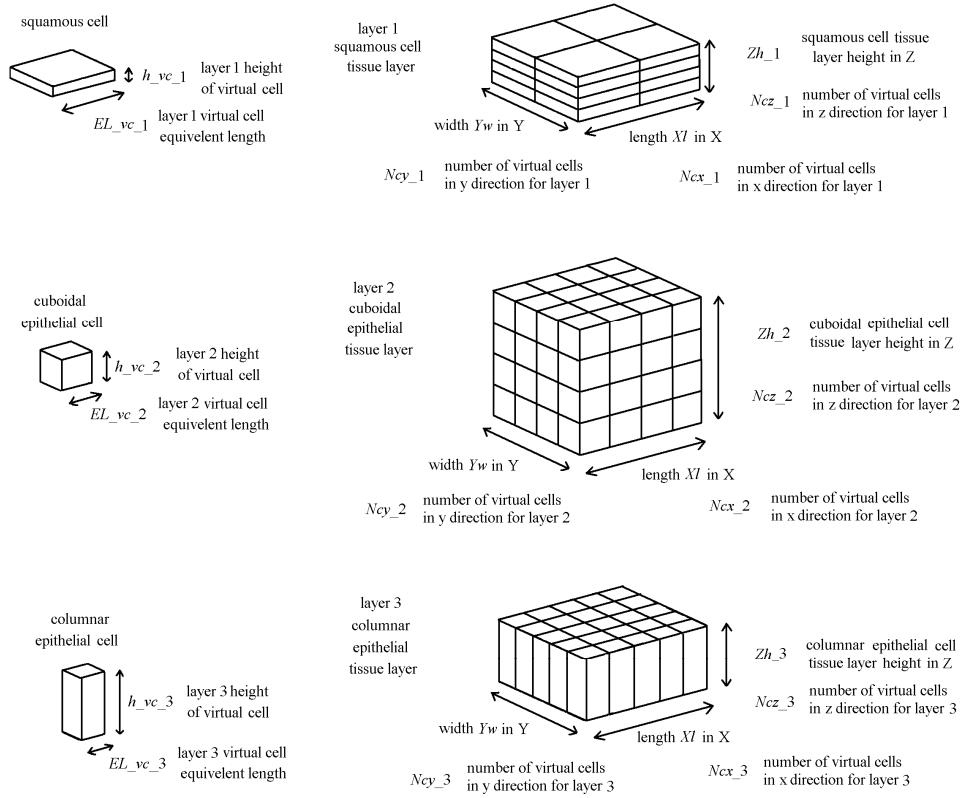 squamous cell
h_vc_1
layer 1 height
of virtual cell
EL_vc_1
layer 1 virtual cell
equivelent length
layer 1
squamous cell
tissue layer
Zh_1
squamous cell tissue
layer height in Z
Ncz_1
number of virtual cells
in z direction for layer 1
width Yw in Y
length Xl in X
Ncy_1
number of virtual cells
in y direction for layer 1
Ncx_1
number of virtual cells
in x direction for layer 1
cuboidal
epithelial cell
h_vc_2
layer 2 height
of virtual cell
EL_vc_2
layer 2 virtual cell
equivelent length
layer 2
cuboidal
epithelial
tissue layer
Zh_2
cuboidal epithelial cell
tissue layer height in Z
Ncz_2
number of virtual cells
in z direction for layer 2
width Yw in Y
length Xl in X
Ncy_2
number of virtual cells
in y direction for layer 2
Ncx_2
number of virtual cells
in x direction for layer 2
columnar
epithelial cell
h_vc_3
layer 3 height
of virtual cell
EL_vc_3
layer 3 virtual cell
equivelent length
layer 3
columnar
epithelial
tissue layer
Zh_3
columnar epithelial cell
tissue layer height in Z
Ncz_3
number of virtual cells
in z direction for layer 3
width Yw in Y
length Xl in X
Ncy_3
number of virtual cells
in y direction for layer 3
Ncx_3
number of virtual cells
in x direction for layer 3